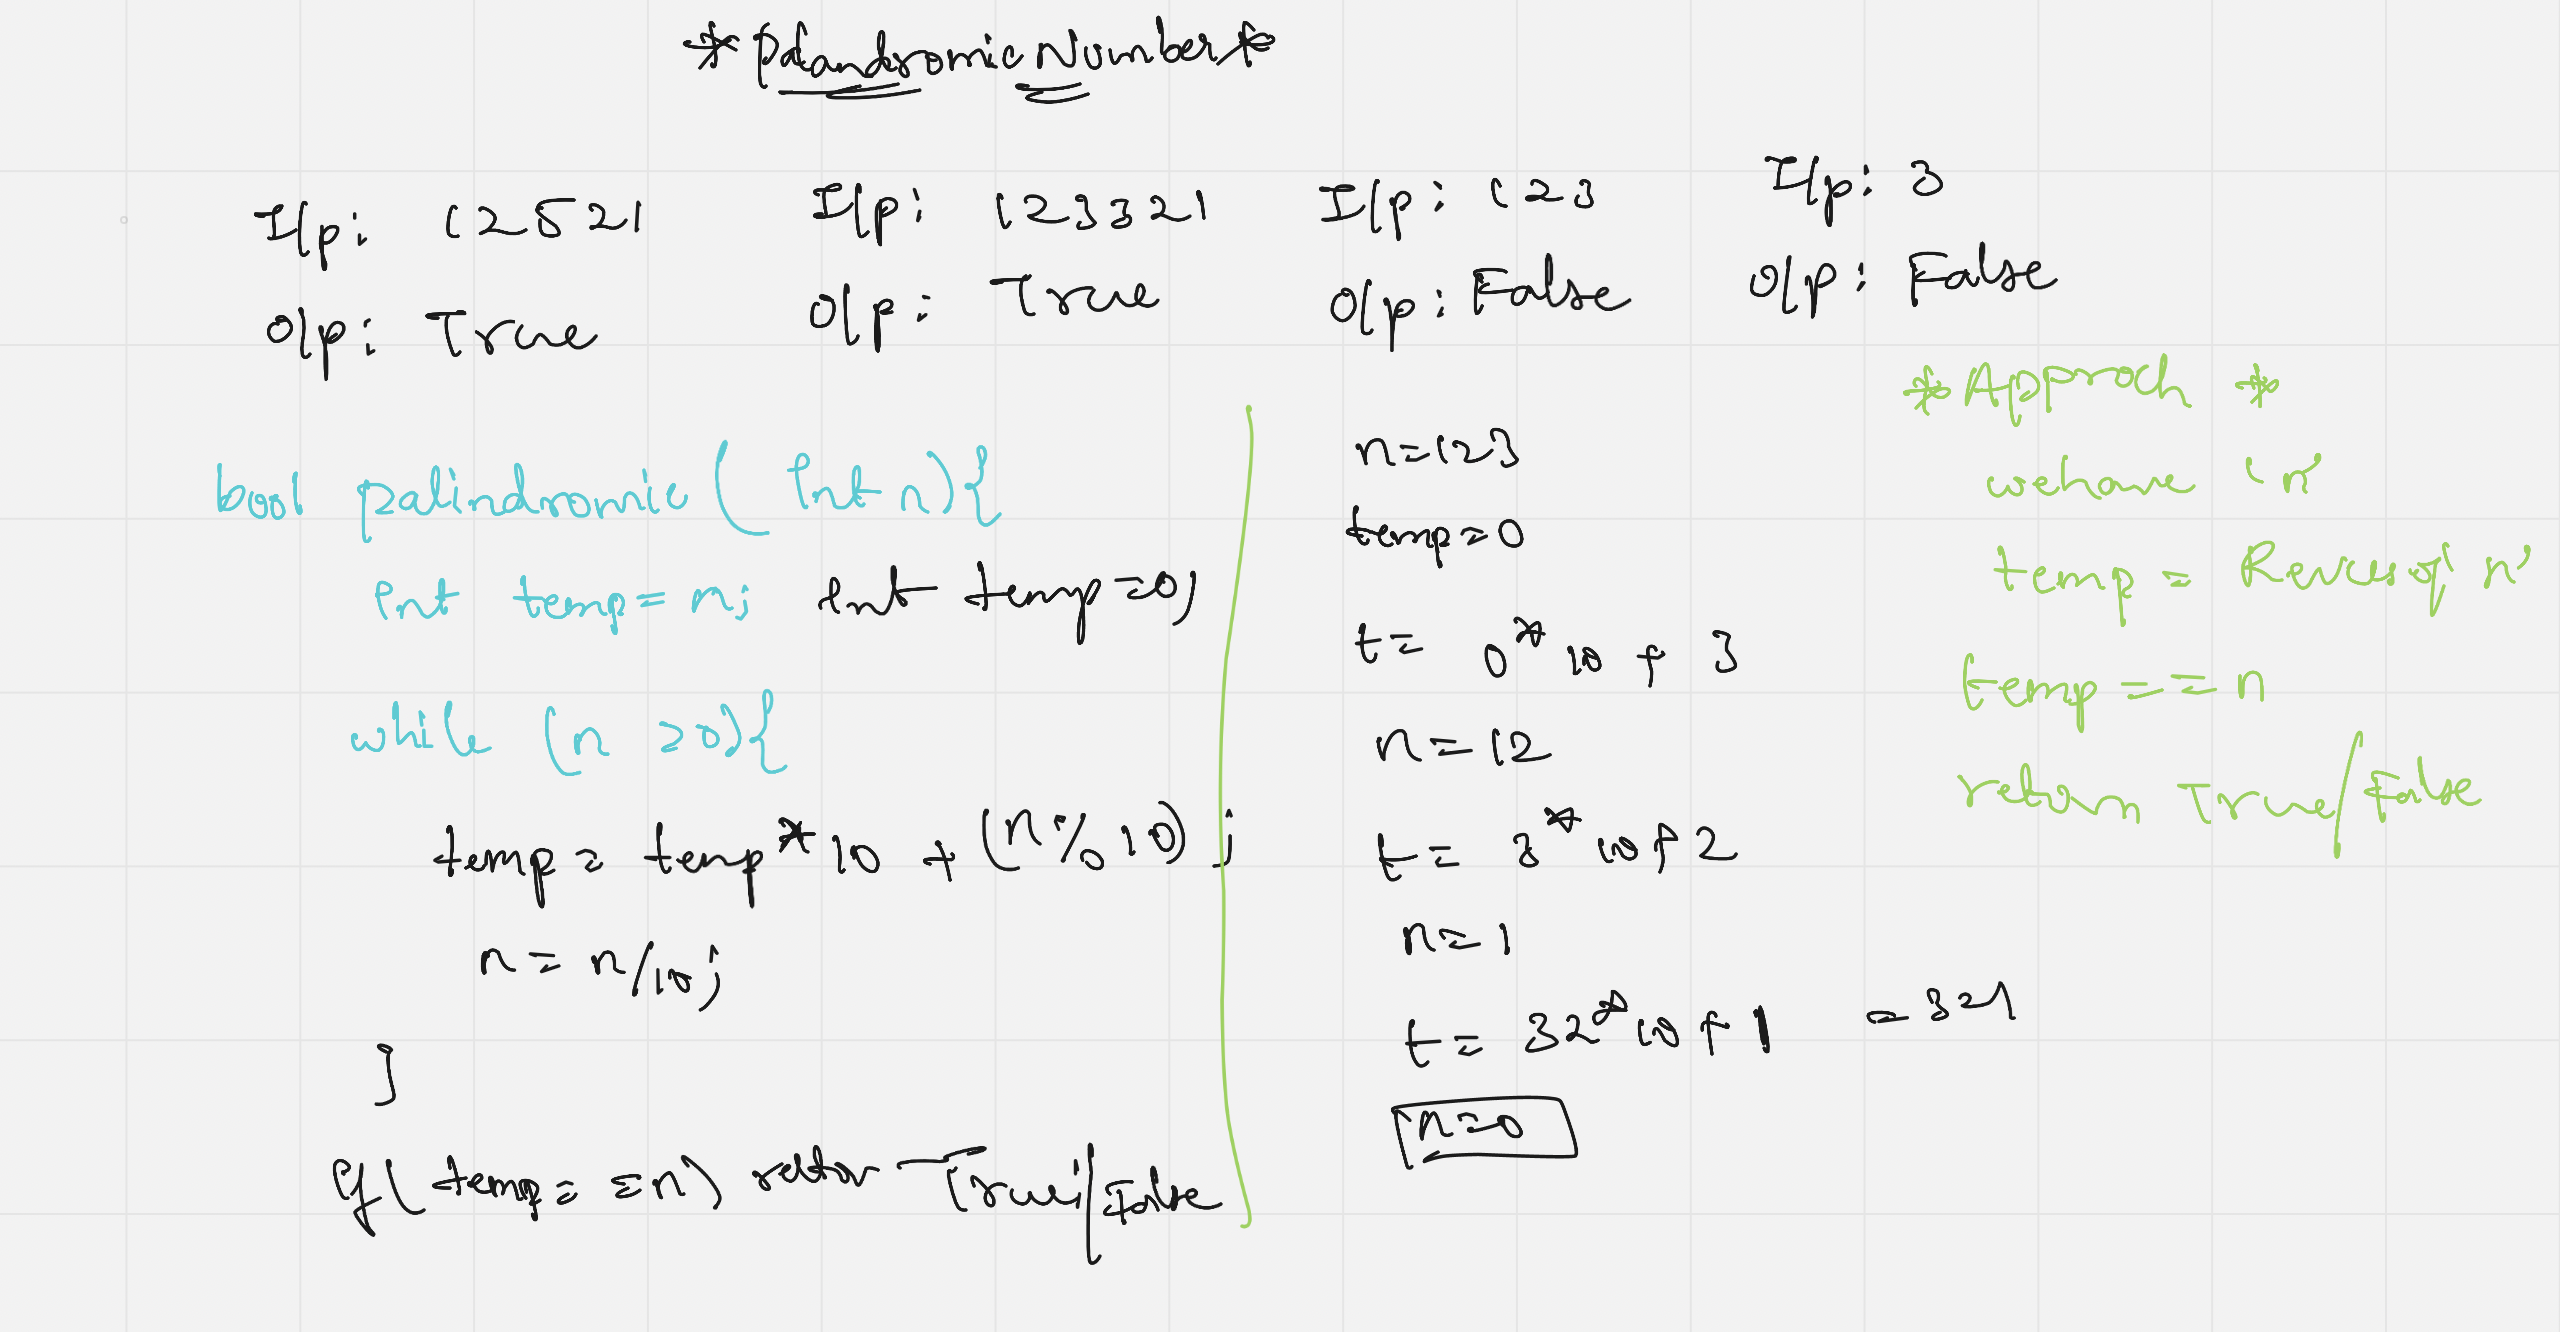 *Palandromic Number*
I/p: 12521
O/p: True
I/p: 123321
O/p: True
I/p: 123
O/p: False
I/p: 3
O/p: False
bool palindromic( int n){
int temp= n; int temp=0;
while (n >0){
temp= temp*10 +(n%10);
n= n/10;
}
if( temp= =n) return True/False
n=123
temp=0
t= 0*10+3
n=12
t= 3*10+2
n=1
t= 32*10+1 =321
n=0
*Approch*
we have 'n'
temp= Revers of 'n'
temp == n
return True/False